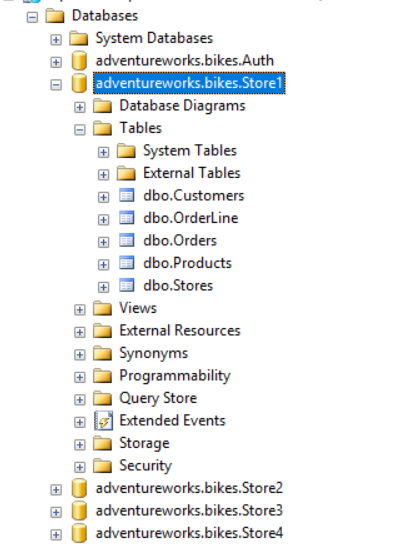 Databases
System Databases
adventureworks.bikes.Auth
adventureworks.bikes.Store1
Database Diagrams
Tables
System Tables
External Tables
dbo.Customers
dbo.OrderLine
dbo.Orders
dbo.Products
dbo.Stores
Views
External Resources
Synonyms
Programmability
Query Store
Extended Events
Storage
Security
adventureworks.bikes.Store2
adventureworks.bikes.Store3
adventureworks.bikes.Store4